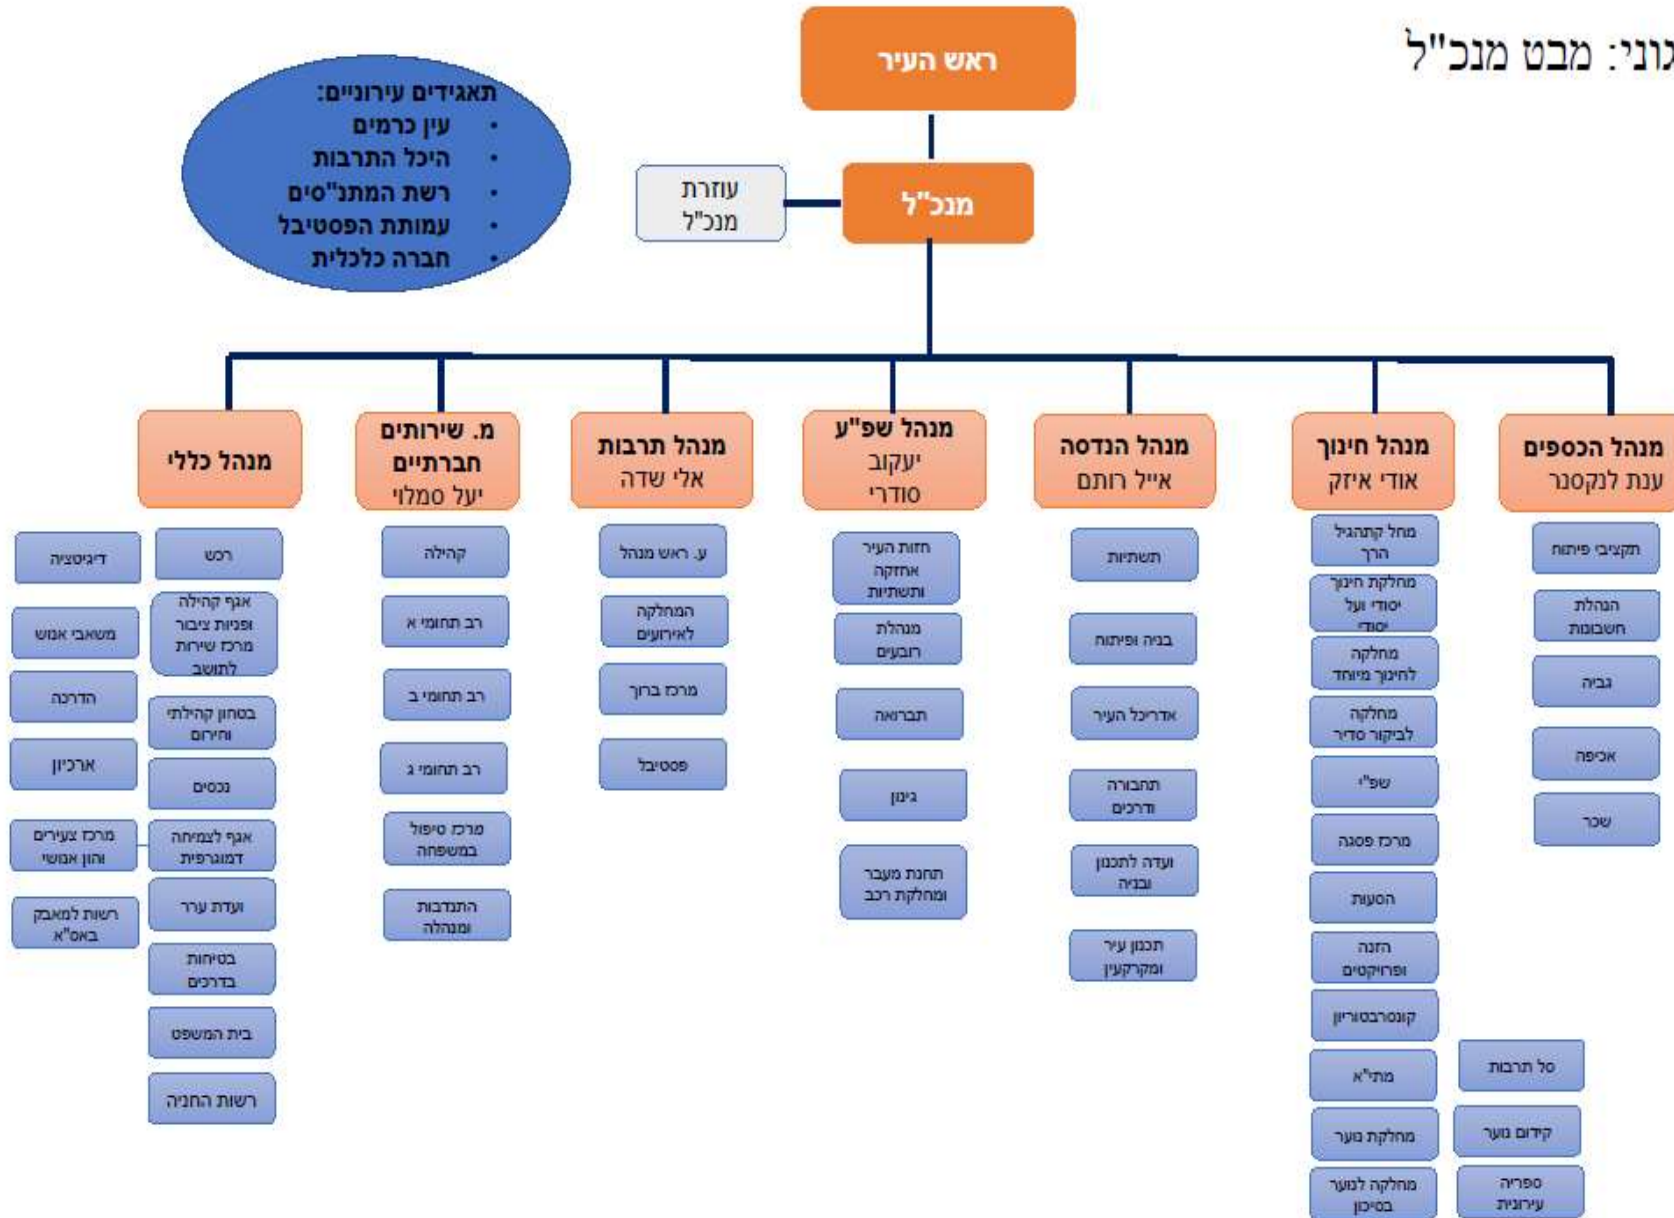 גוני: מבט מנכ"ל
ראש העיר
תאגידים עירוניים:
• עין כרמים
• היכל התרבות
• רשת המתנ"סים
• עמותת הפסטיבל
• חברה כלכלית
מנכ"ל
עוזרת
מנכ"ל
מנהל הכספים
ענת לנקסנר
תקציבי פיתוח
הנהלת
חשבונות
גביה
אכיפה
שכר
מנהל חינוך
אודי איזק
מחל קתהגיל
הרך
מחלקת חינוך
יסודי ועל
יסודי
מחלקה
לחינוך מיוחד
מחלקה
לביקור סדיר
שפ"י
מרכז פסגה
הסעות
הזנה
ופרויקטים
קונסרבטוריון
מתי"א
מחלקת נוער
מחלקה לנוער
בסיכון
סל תרבות
קידום נוער
ספריה
עירונית
מנהל הנדסה
אייל רותם
תשתיות
בניה ופיתוח
אדריכל העיר
תחבורה
ודרכים
ועדה לתכנון
ובניה
תכנון עיר
ומקרקעין
מנהל שפ"ע
יעקוב
סודרי
חזות העיר
אחזקה
ותשתיות
מנהלת
רובעים
תברואה
גינון
תחנת מעבר
ומחלקת רכב
מנהל תרבות
אלי שדה
ע. ראש מנהל
המחלקה
לאירועים
מרכז ברוך
פסטיבל
מ. שירותים
חברתיים
יעל סמלוי
קהילה
רב תחומי א
רב תחומי ב
רב תחומי ג
מרכז טיפול
במשפחה
התנדבות
ומנהלה
מנהל כללי
רכש
אגף קהילה
ופניות ציבור
מרכז שירות
לתושב
בטחון קהילתי
וחירום
נכסים
אגף לצמיחה
דמוגרפית
ועדת ערר
בטיחות
בדרכים
בית המשפט
רשות החניה
דיגיטציה
משאבי אנוש
הדרכה
ארכיון
מרכז צעירים
והון אנושי
רשות למאבק
באס"א